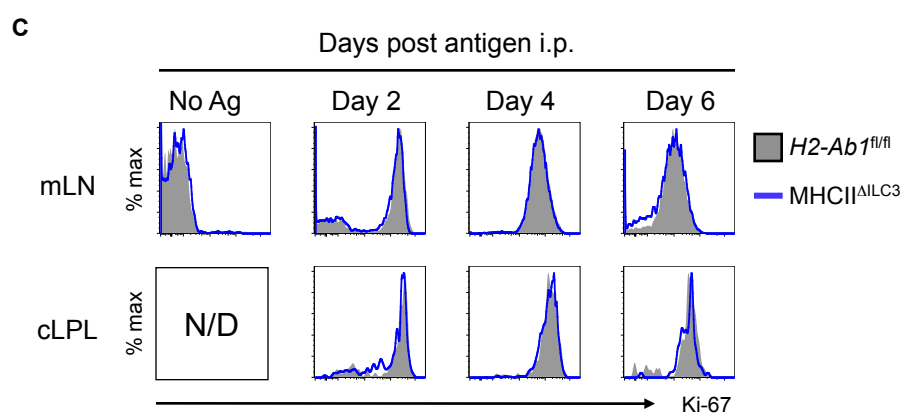 c
Days post antigen i.p.
No Ag
Day 2
Day 4
Day 6
mLN
% max
H2-Ab1fl/fl
MHCIIΔILC3
cLPL
% max
N/D
Ki-67